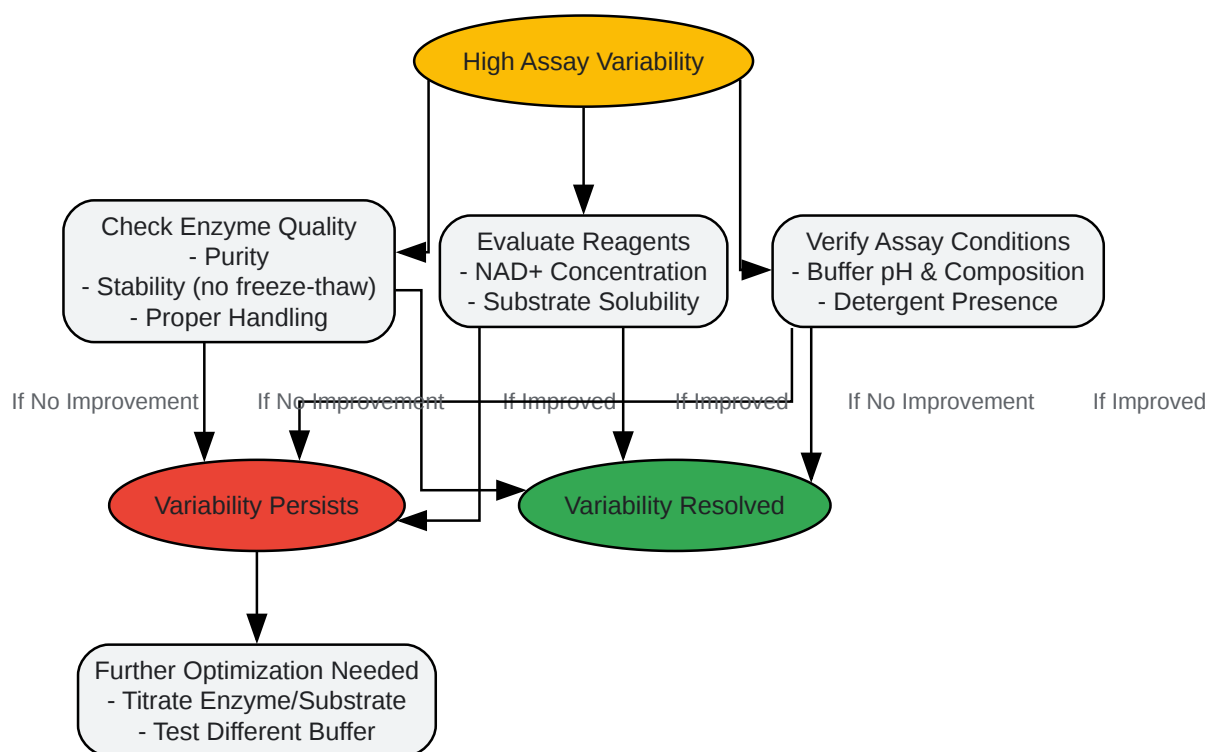 High Assay Variability
Check Enzyme Quality
- Purity
- Stability (no freeze-thaw)
- Proper Handling
Evaluate Reagents
- NAD+ Concentration
- Substrate Solubility
Verify Assay Conditions
- Buffer pH & Composition
- Detergent Presence
If No Improvement
If No Improvement
If Improved
If Improved
If No Improvement
If Improved
Variability Persists
Variability Resolved
Further Optimization Needed
- Titrate Enzyme/Substrate
- Test Different Buffer